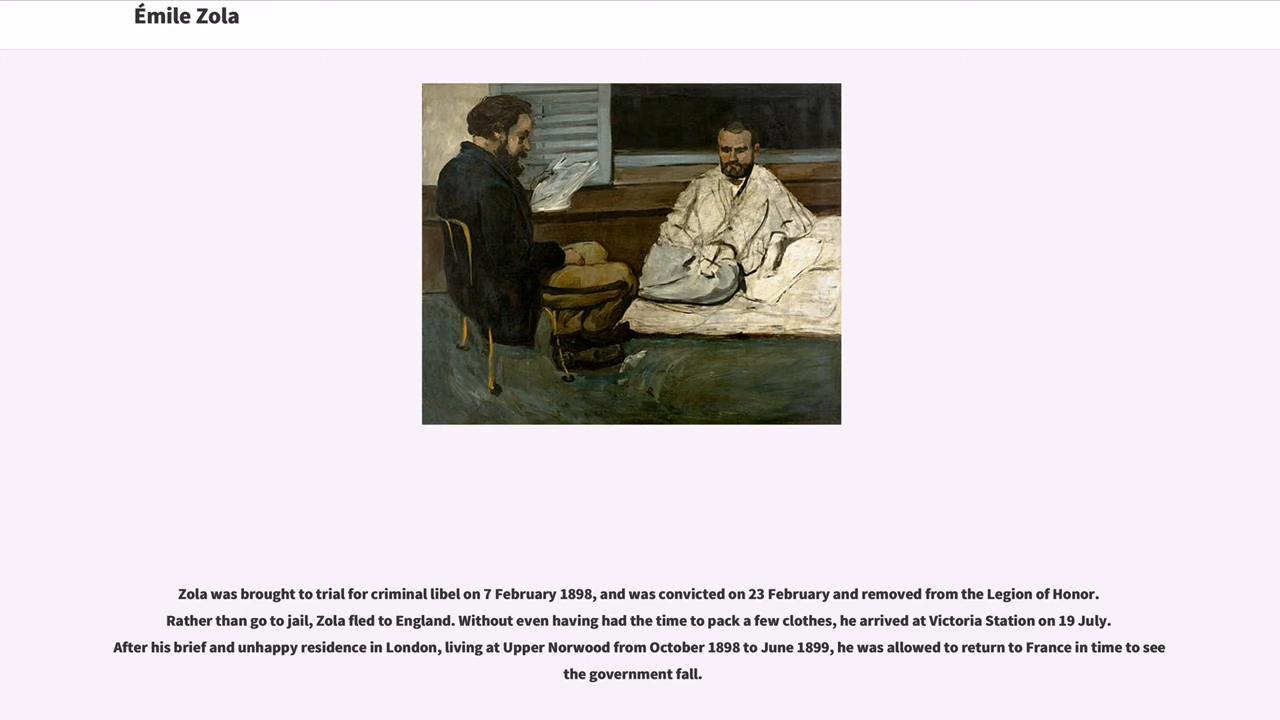 Émile Zola
Zola was brought to trial for criminal libel on 7 February 1898, and was convicted on 23 February and removed from the Legion of Honor.
Rather than go to jail, Zola fled to England. Without even having had the time to pack a few clothes, he arrived at Victoria Station on 19 July.
After his brief and unhappy residence in London, living at Upper Norwood from October 1898 to June 1899, he was allowed to return to France in time to see
the government fall.